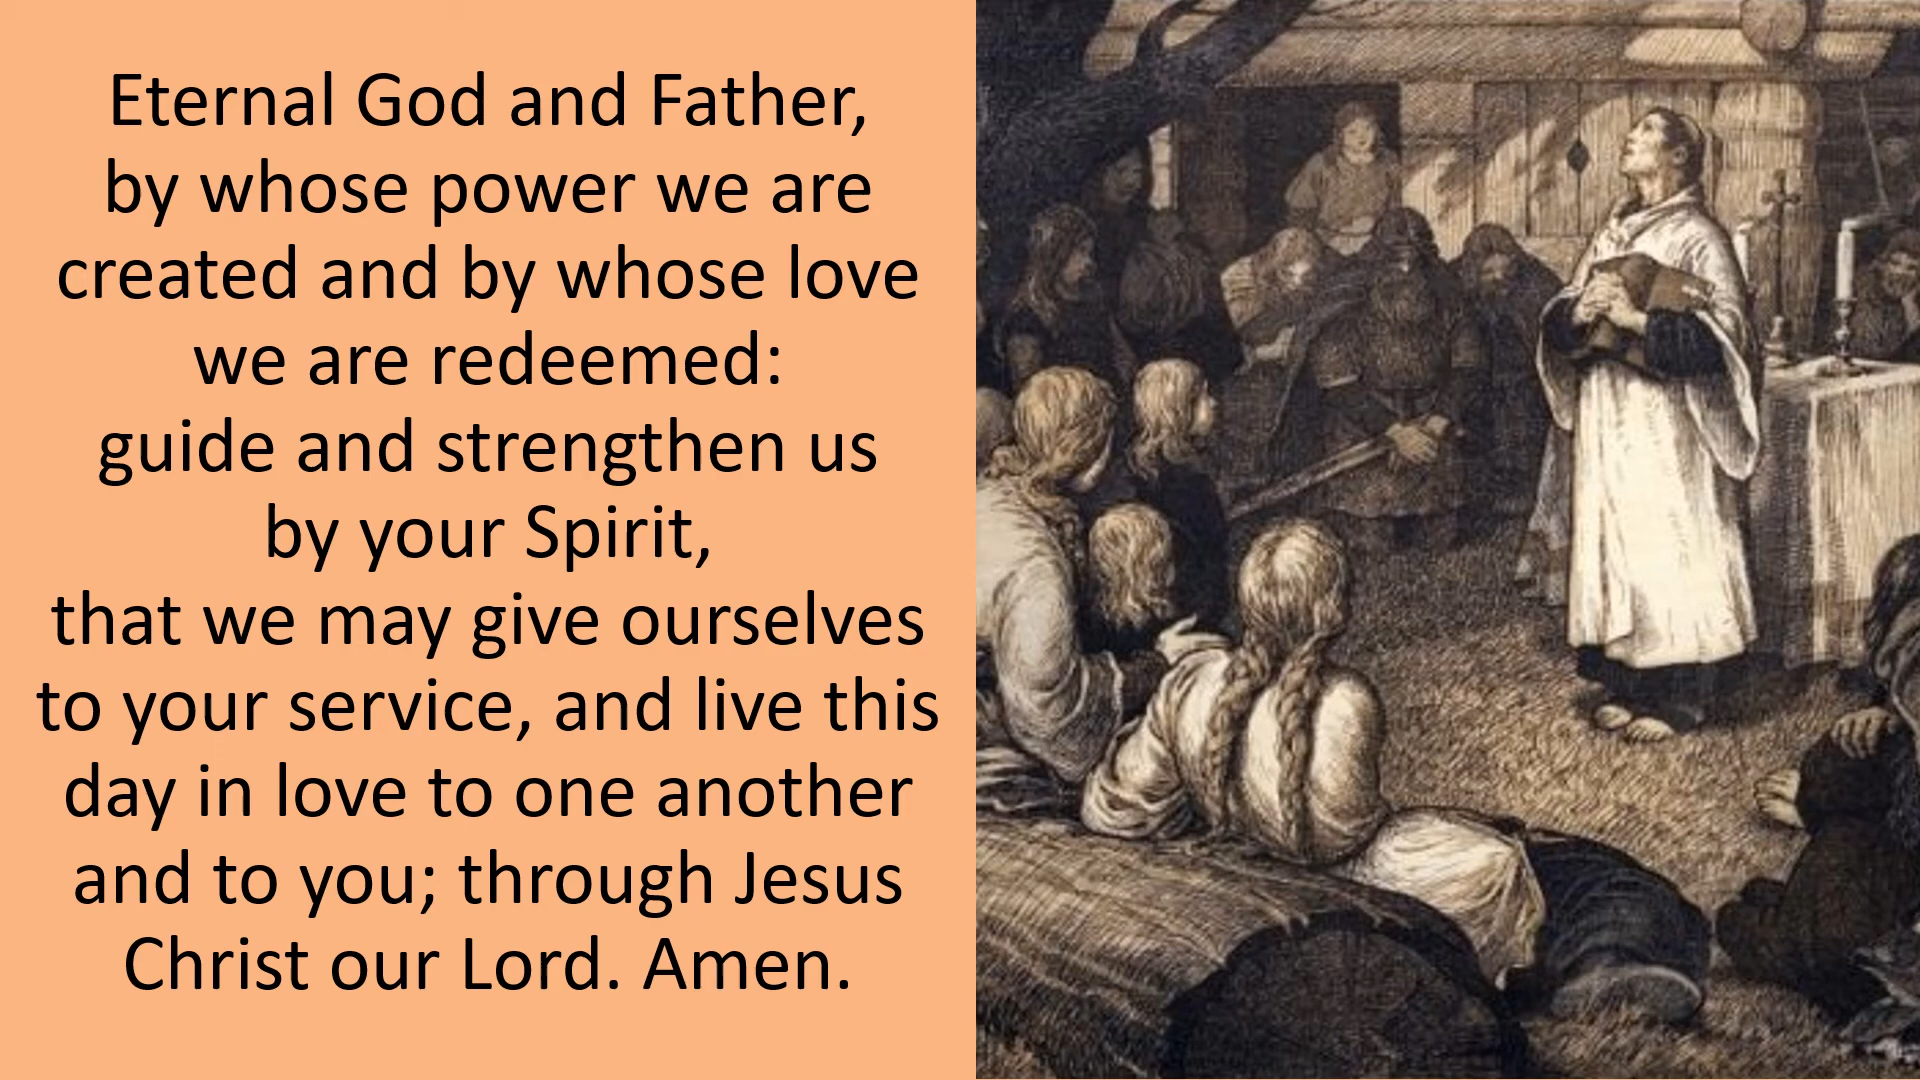 Eternal God and Father,
by whose power we are
created and by whose love
we are redeemed:
guide and strengthen us
by your Spirit,
that we may give ourselves
to your service, and live this
day in love to one another
and to you; through Jesus
Christ our Lord. Amen.